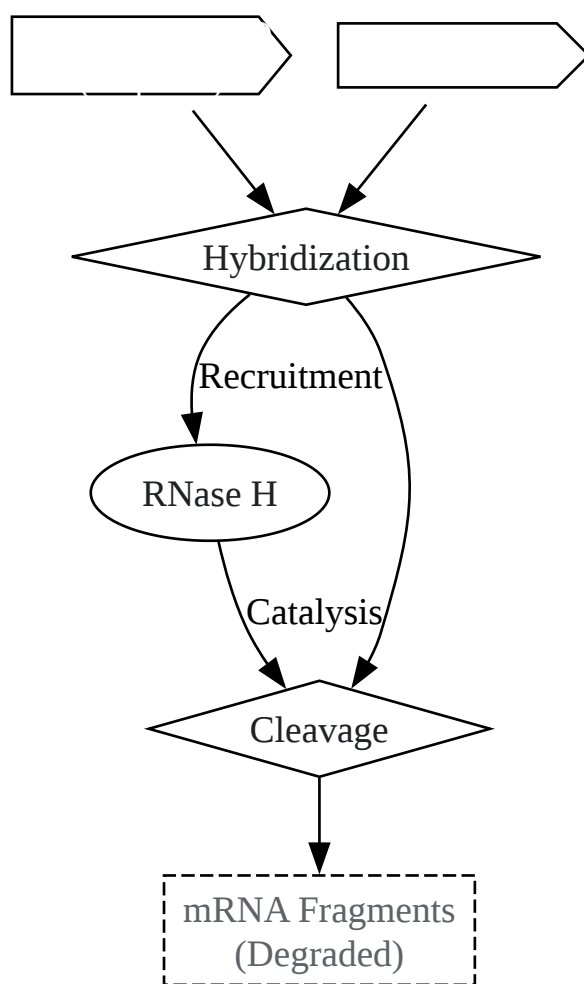 Hybridization
Recruitment
RNase H
Catalysis
Cleavage
mRNA Fragments
(Degraded)